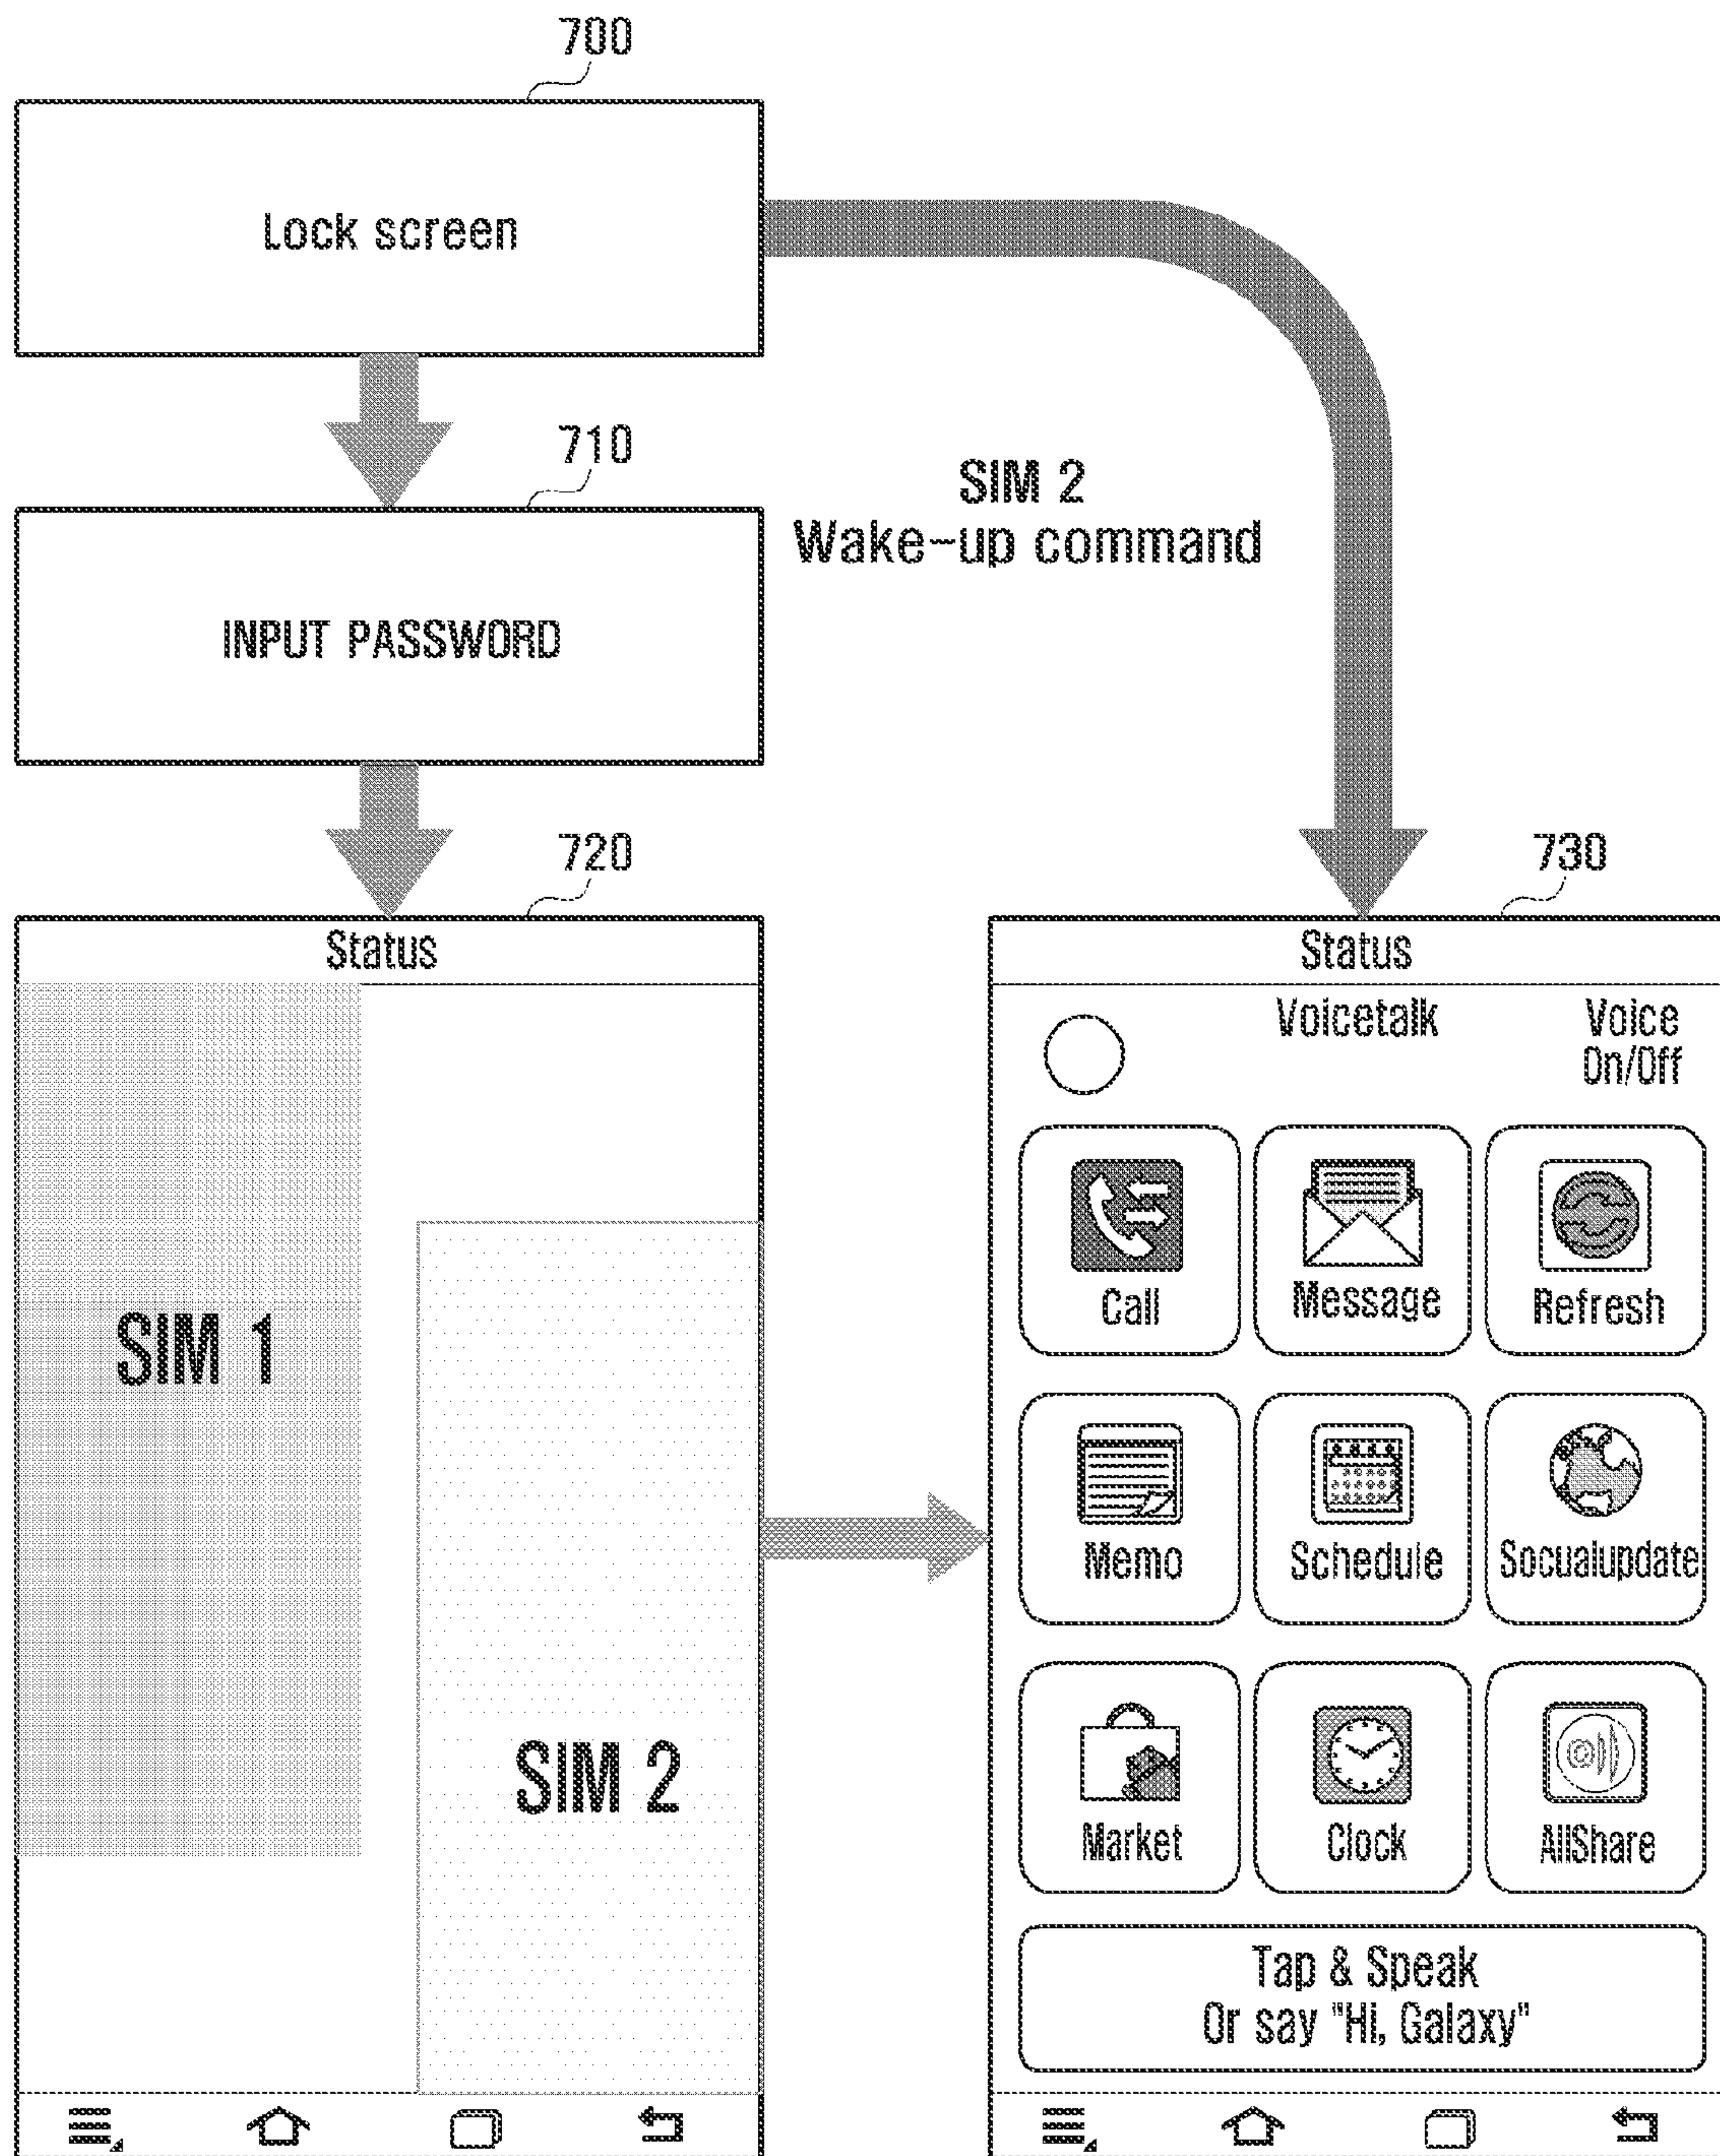 700
Lock screen
710
SIM 2
Wake-up command
INPUT PASSWORD
720
730
Status
SIM 1
SIM 2
Status
Voicetalk
Voice
On/Off
Call
Message
Refresh
Memo
Schedule
Socualupdate
Market
Clock
AllShare
Tap & Speak
Or say "Hi, Galaxy"